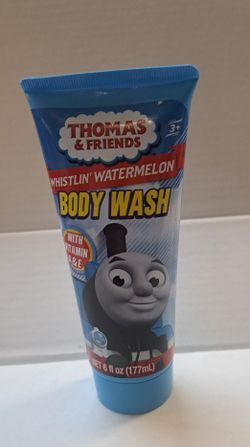 THOMAS
& FRIENDS
3+
WHISTLIN' WATERMELON
BODY WASH
WITH
VITAMIN
A&E
NET 6 fl oz (177mL)